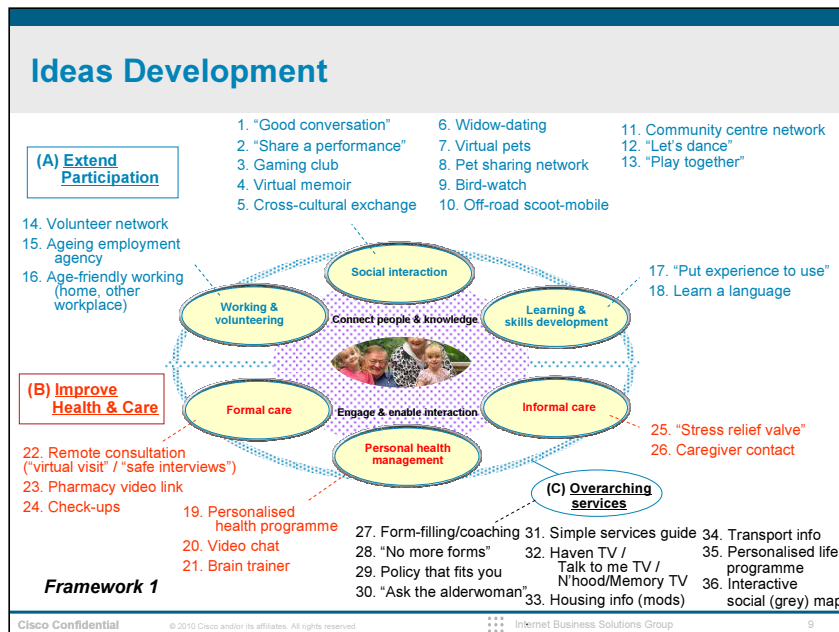 Ideas Development
(A) Extend
Participation
1. “Good conversation”
2. “Share a performance”
3. Gaming club
4. Virtual memoir
5. Cross-cultural exchange
6. Widow-dating
7. Virtual pets
8. Pet sharing network
9. Bird-watch
10. Off-road scoot-mobile
11. Community centre network
12. “Let’s dance”
13. “Play together”
14. Volunteer network
15. Ageing employment
agency
16. Age-friendly working
(home, other
workplace)
Social interaction
Working &
volunteering
Connect people & knowledge
Learning &
skills development
17. “Put experience to use”
18. Learn a language
(B) Improve
Health & Care
Formal care
Engage & enable interaction
Informal care
Personal health
management
22. Remote consultation
(“virtual visit” / “safe interviews”)
23. Pharmacy video link
24. Check-ups
19. Personalised
health programme
20. Video chat
21. Brain trainer
25. “Stress relief valve”
26. Caregiver contact
(C) Overarching
services
27. Form-filling/coaching
28. “No more forms”
29. Policy that fits you
30. “Ask the alderwoman”
31. Simple services guide
32. Haven TV /
Talk to me TV /
N’hood/Memory TV
33. Housing info (mods)
34. Transport info
35. Personalised life
programme
36. Interactive
social (grey) map
Framework 1
Cisco Confidential
© 2010 Cisco and/or its affiliates. All rights reserved.
Internet Business Solutions Group
9